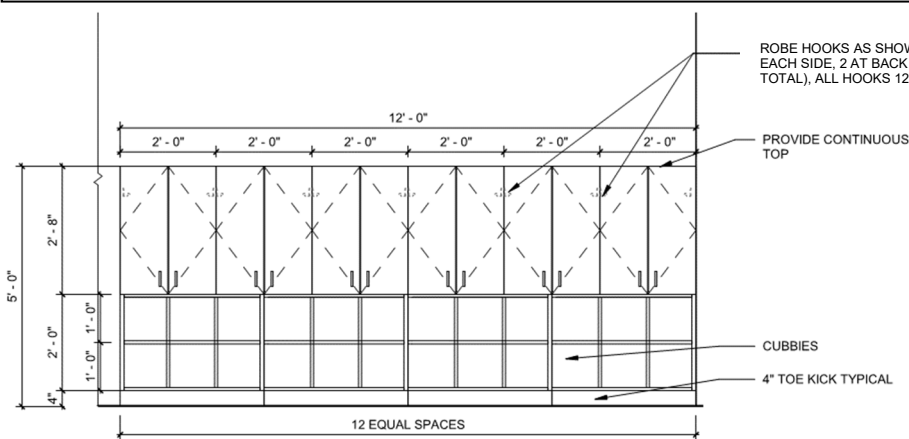 ROBE HOOKS AS SHOW
EACH SIDE, 2 AT BACK
TOTAL), ALL HOOKS 12
12' - 0"
2' - 0" 2' - 0" 2' - 0" 2' - 0" 2' - 0" 2' - 0"
PROVIDE CONTINUOUS
TOP
2' - 8"
5' - 0"
2' - 0"
1' - 0"
1' - 0"
4"
CUBBIES
4" TOE KICK TYPICAL
12 EQUAL SPACES